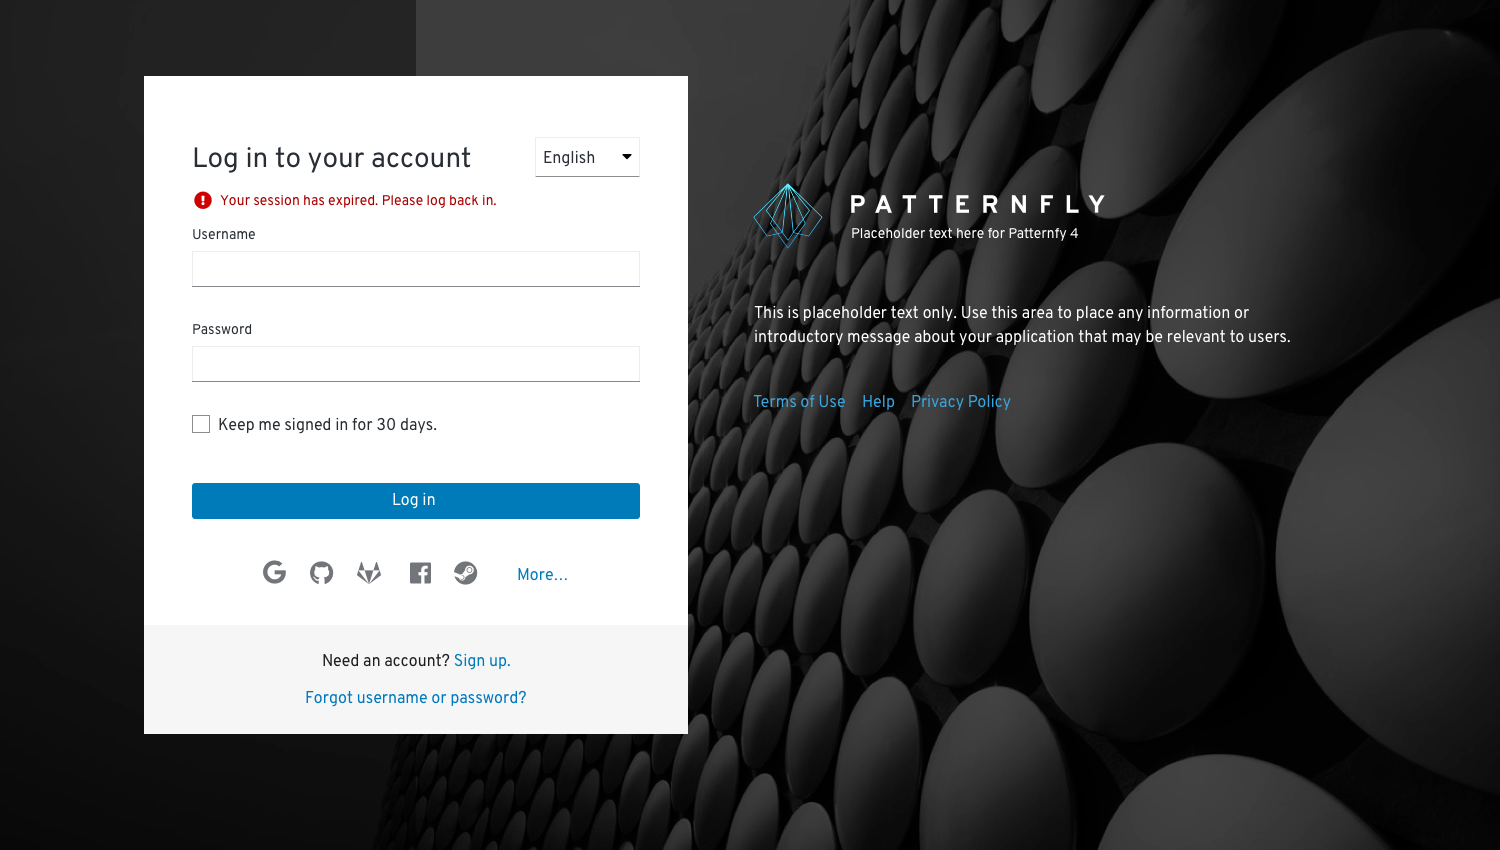 Log in to your account
English
Your session has expired. Please log back in.
Username
Password
Keep me signed in for 30 days.
Log in
More...
Need an account? Sign up.
Forgot username or password?
PATTERNFLY
Placeholder text here for Patternfy 4
This is placeholder text only. Use this area to place any information or
introductory message about your application that may be relevant to users.
Terms of Use Help Privacy Policy